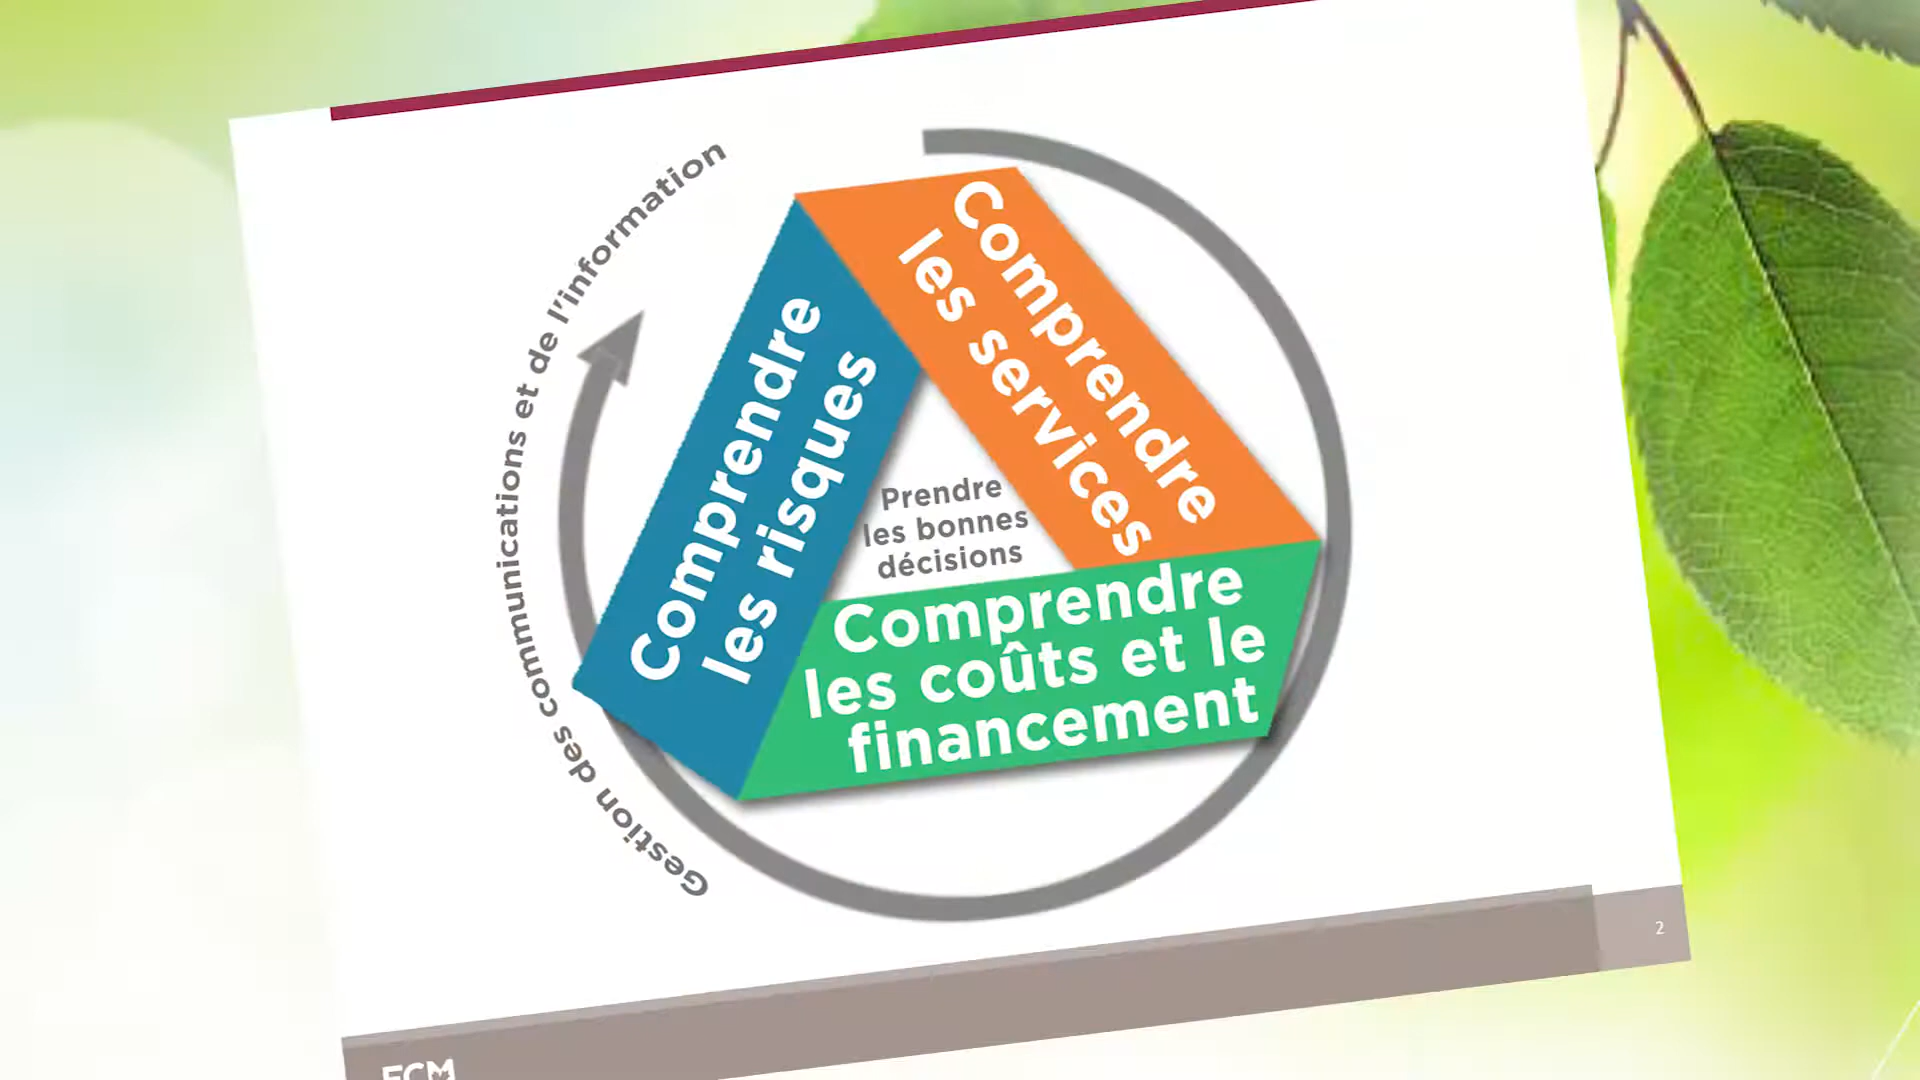 Gestion des communications et de l'information
Comprendre
les services
Comprendre
les risques
Prendre
les bonnes
décisions
Comprendre
les coûts et le
financement
2
FCM